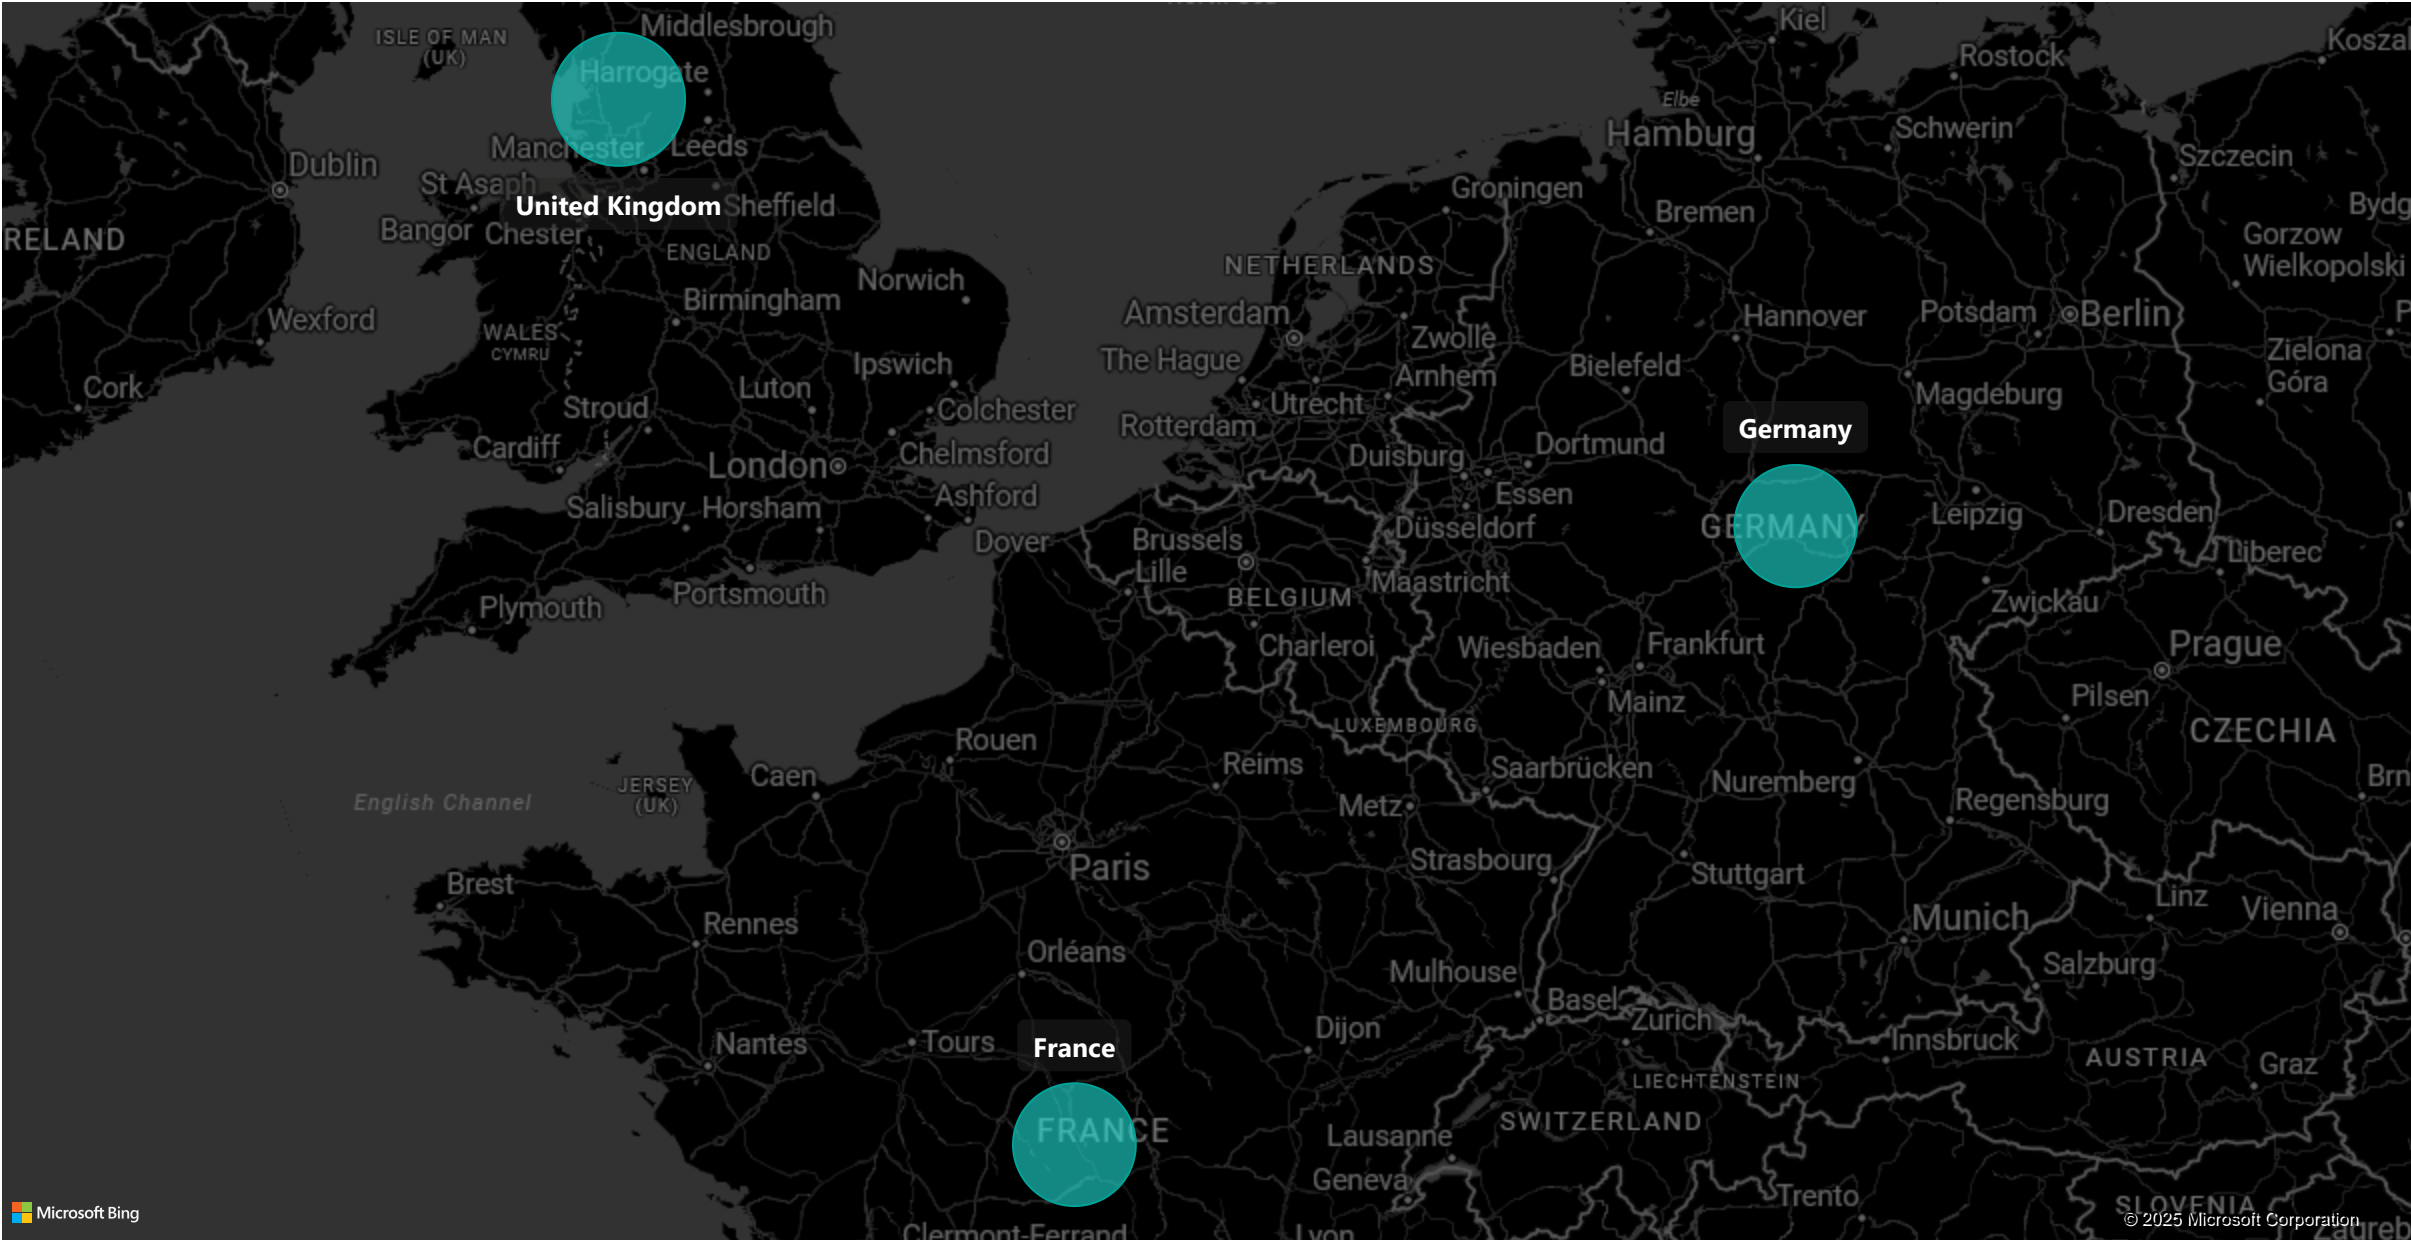 Middlesbrough
ISLE OF MAN
(UK)
Harrogate
Manchester
Leeds
Dublin
St Asaph
United Kingdom
Sheffield
Bangor
Chester
RELAND
ENGLAND
Norwich
Birmingham
Wexford
WALES
CYMRU
Ipswich
Cork
Luton
Stroud
Colchester
Cardiff
London
Chelmsford
Ashford
Salisbury
Horsham
Dover
Plymouth
Portsmouth
Kiel
Rostock
Koszal
Elbe
Hamburg
Schwerin
Szczecin
Groningen
Bremen
Bydg
Gorzow
Wielkopolski
NETHERLANDS
Amsterdam
Hannover
Potsdam
Berlin
P
The Hague
Zwolle
Bielefeld
Zielona
Góra
Arnhem
Utrecht
Magdeburg
Rotterdam
Germany
Duisburg
Dortmund
Essen
Düsseldorf
GERMANY
Leipzig
Dresden
Brussels
Lille
Liberec
BELGIUM
Maastricht
Zwickau
Charleroi
Wiesbaden
Frankfurt
Prague
Mainz
Pilsen
LUXEMBOURG
CZECHIA
Rouen
Reims
Saarbrücken
Nuremberg
Brn
Caen
JERSEY
(UK)
English Channel
Metz
Regensburg
Paris
Strasbourg
Stuttgart
Brest
Linz
Vienna
Rennes
Munich
Orléans
Mulhouse
Salzburg
Basel
Zurich
Nantes
Tours
France
Dijon
Innsbruck
AUSTRIA
Graz
LIECHTENSTEIN
FRANCE
SWITZERLAND
Lausanne
Geneva
Trento
SLOVENIA
Microsoft Bing
© 2025 Microsoft Corporation
Clermont-Ferrand
Lyon
Zagreb